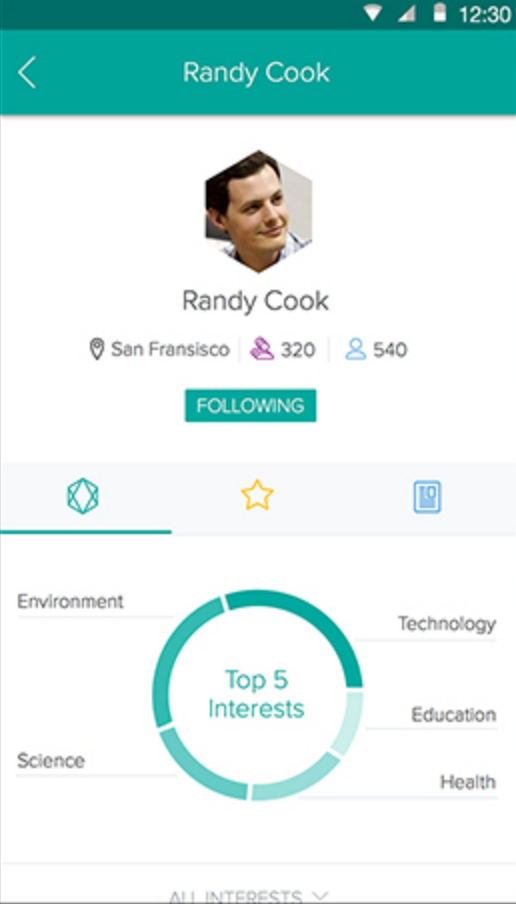 12:30
Randy Cook
Randy Cook
San Fransisco 320 540
FOLLOWING
Environment
Technology
Top 5
Interests
Education
Science
Health
ALL INTERESTS